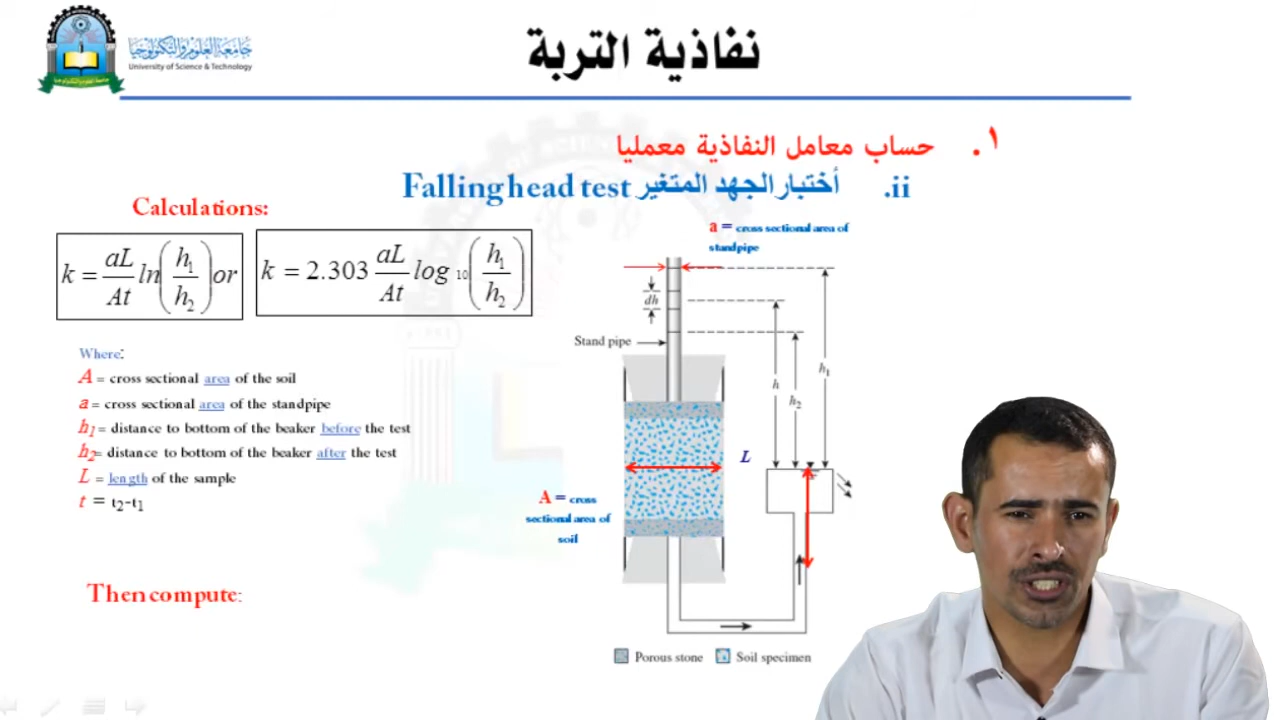 جامعة العلوم والتكنولوجيا
University of Science & Technology
نفاذية التربة
١. حساب معامل النفاذية معمليا
ii. أختبار الجهد المتغير Falling head test
Calculations:
k = aL/At ln(h1/h2) or
k = 2.303 aL/At log 10 (h1/h2)
Where:
A = cross sectional area of the soil
a = cross sectional area of the standpipe
h1 = distance to bottom of the beaker before the test
h2= distance to bottom of the beaker after the test
L = length of the sample
t = t2-t1
Then compute:
a = cross sectional area of
standpipe
dh
Stand pipe
h
h2
h1
L
A = cross
sectional area of
soil
Porous stone
Soil specimen